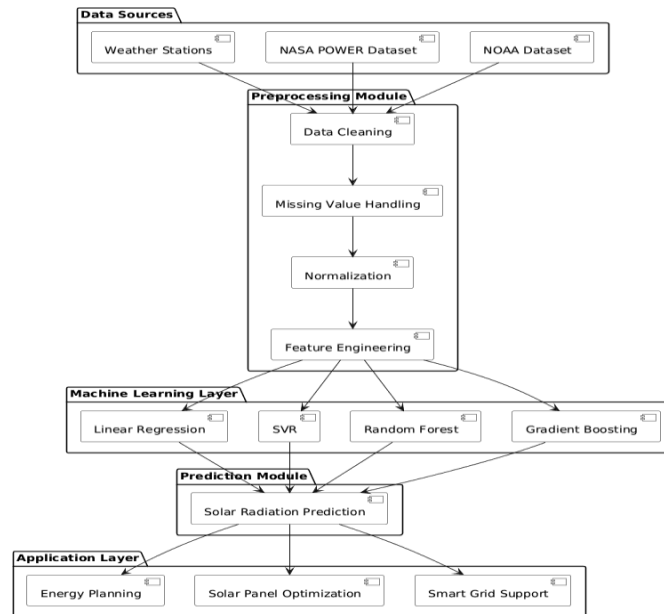 Data Sources
Weather Stations
NASA POWER Dataset
NOAA Dataset
Preprocessing Module
Data Cleaning
Missing Value Handling
Normalization
Feature Engineering
Machine Learning Layer
Linear Regression
SVR
Random Forest
Gradient Boosting
Prediction Module
Solar Radiation Prediction
Application Layer
Energy Planning
Solar Panel Optimization
Smart Grid Support